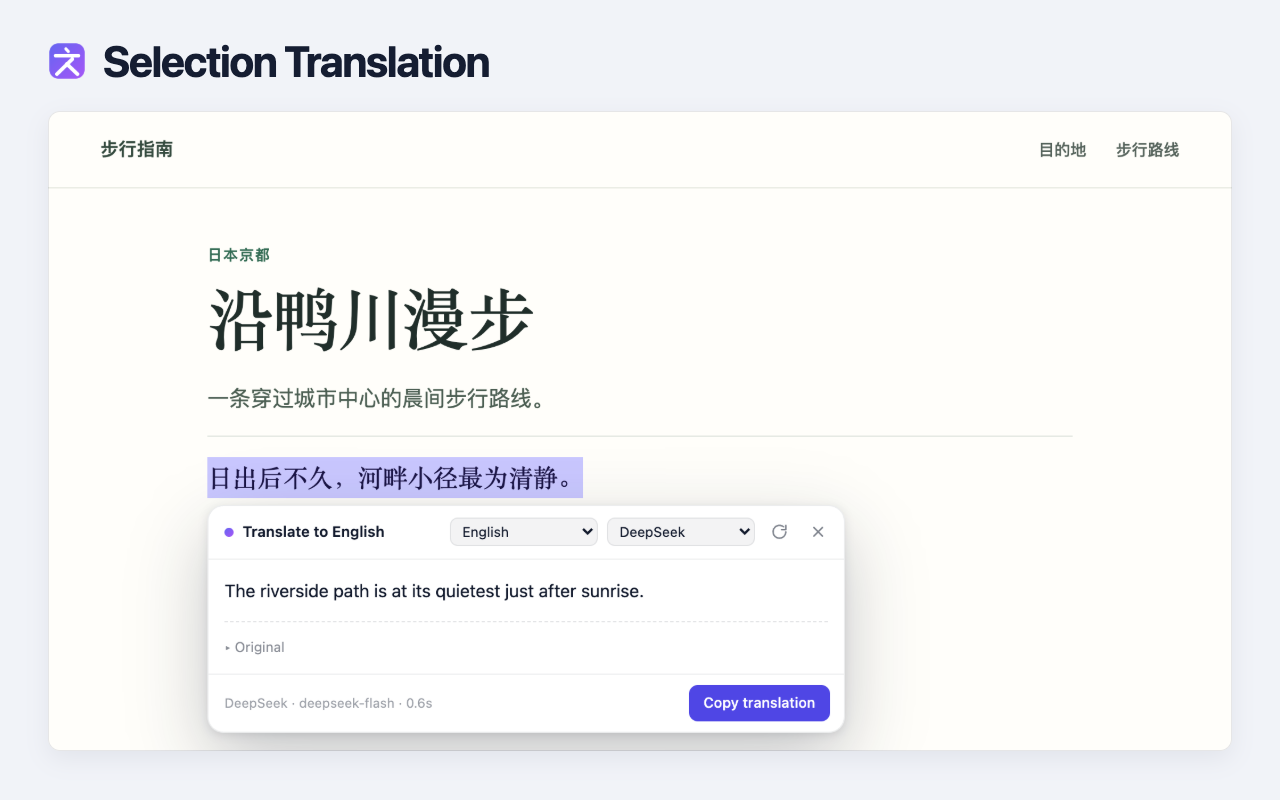 文 Selection Translation
步行指南
目的地 步行路线
日本京都
沿鸭川漫步
一条穿过城市中心的晨间步行路线。
日出后不久，河畔小径最为清静。
Translate to English English DeepSeek
The riverside path is at its quietest just after sunrise.
Original
DeepSeek · deepseek-flash · 0.6s Copy translation